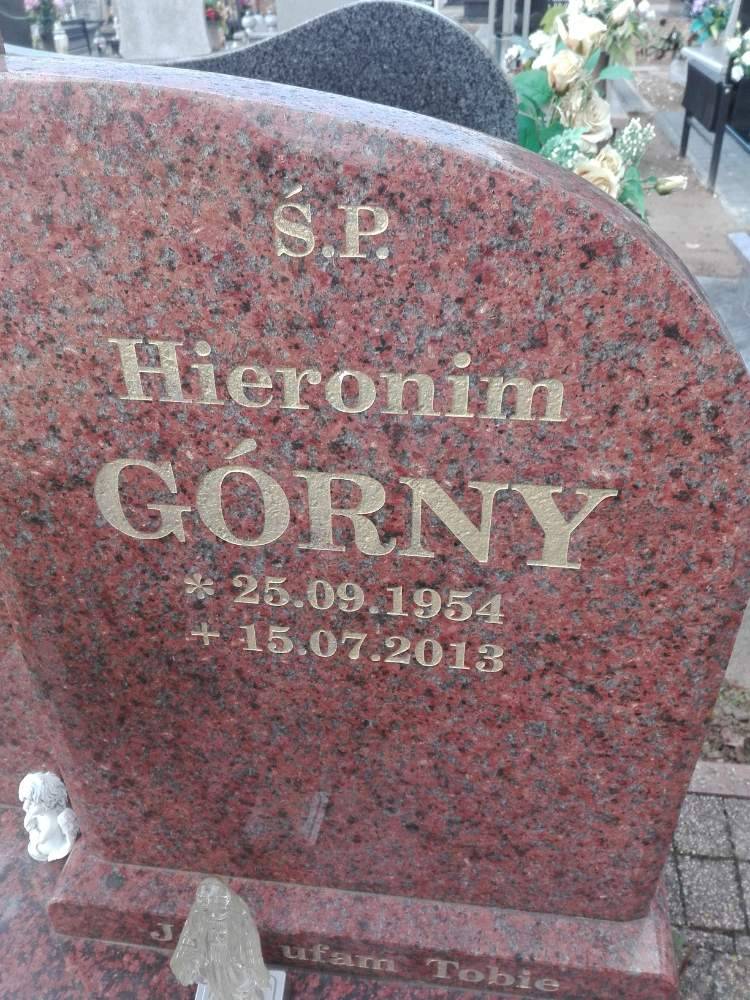 Ś.P.
Hieronim
GÓRNY
* 25.09.1954
+ 15.07.2013
ufam Tobie